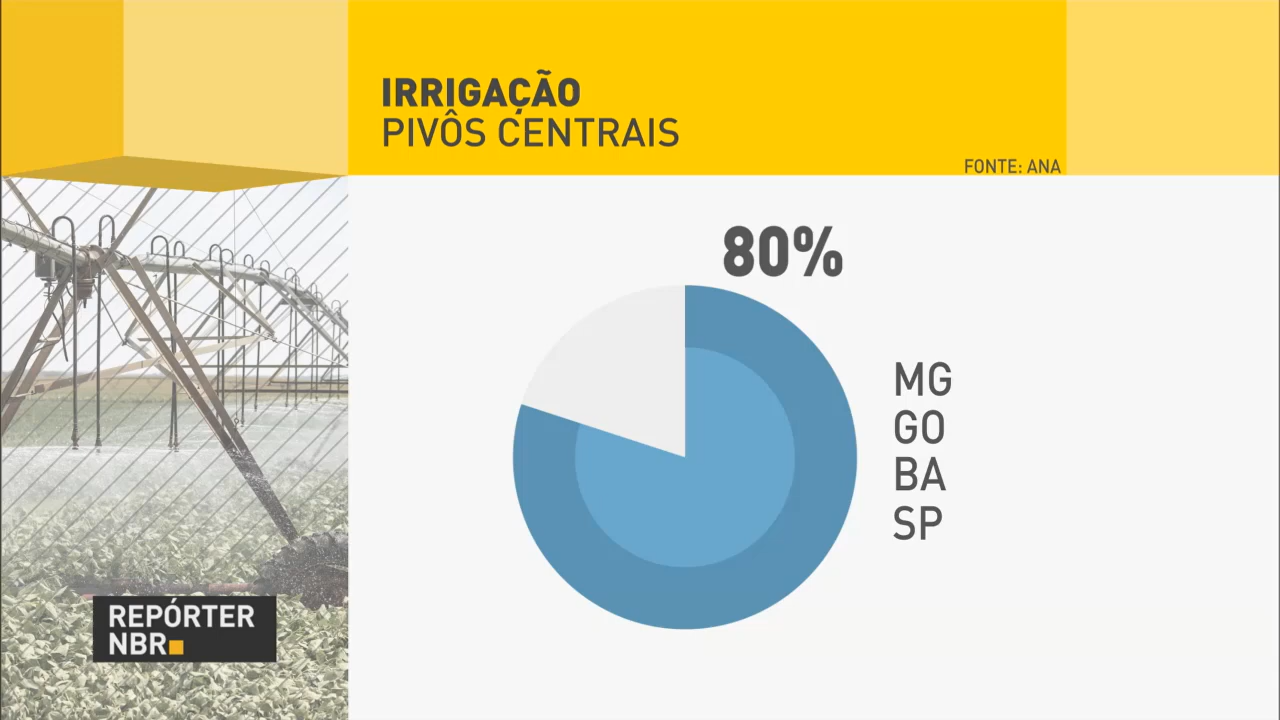 IRRIGAÇÃO
PIVÔS CENTRAIS
FONTE: ANA
80%
MG
GO
BA
SP
REPÓRTER
NBR